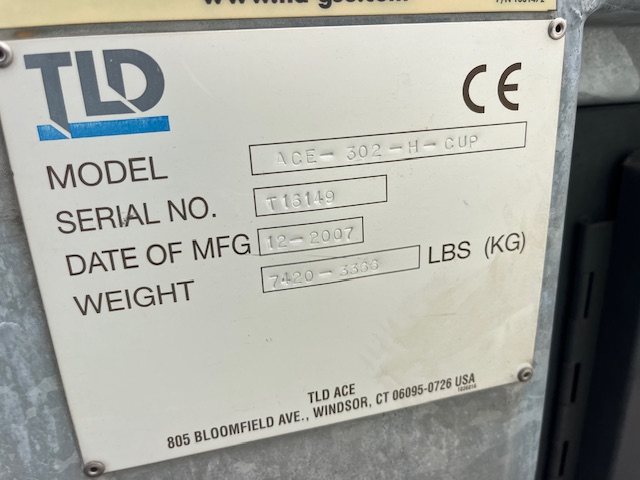 TLD
CE
MODEL ACE-302-H-CUP
SERIAL NO. T16149
DATE OF MFG 12-2007
WEIGHT 7420-3363 LBS (KG)
TLD ACE
805 BLOOMFIELD AVE., WINDSOR, CT 06095-0726 USA